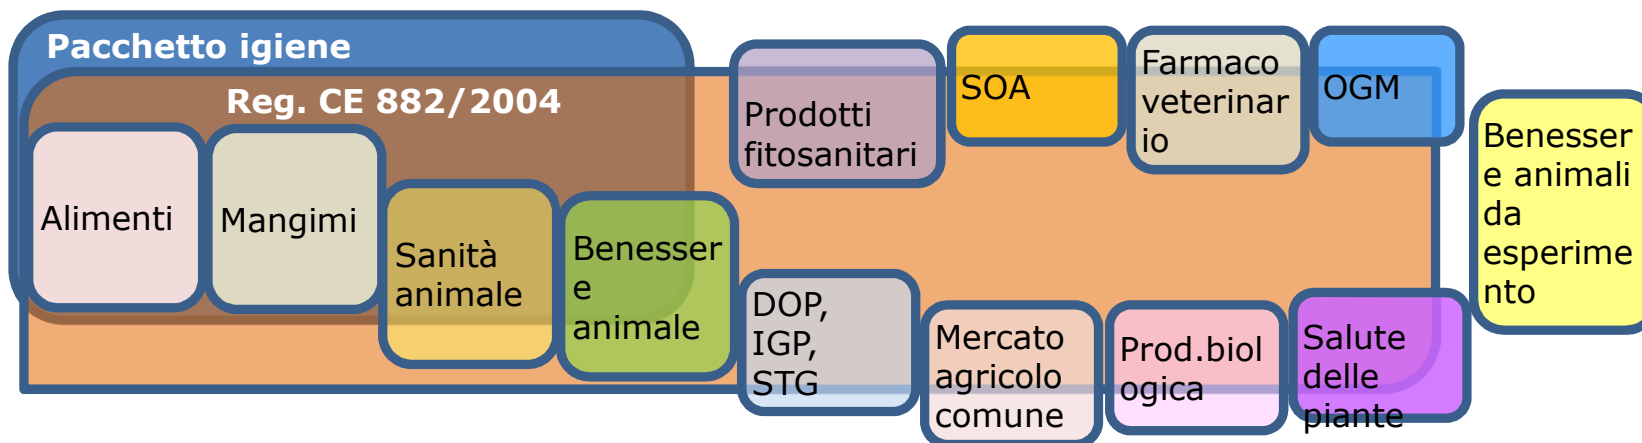 Pacchetto igiene
Reg. CE 882/2004
Alimenti
Mangimi
Sanità
animale
Benesser
e
animale
Prodotti
fitosanitari
SOA
Farmaco
veterinar
io
OGM
Benesser
e animali
da
esperime
nto
DOP,
IGP,
STG
Mercato
agricolo
comune
Prod.biol
ogica
Salute
delle
piante